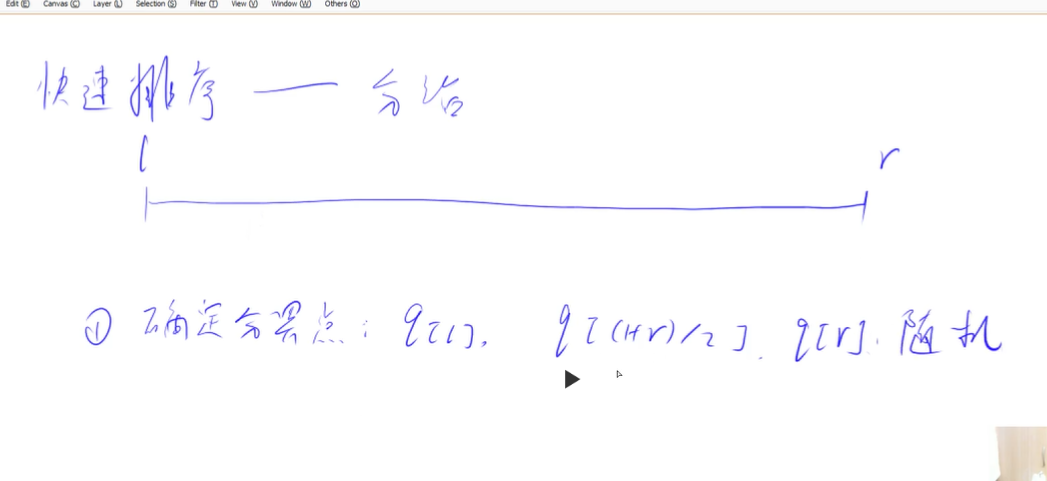 Edit (E) Canvas (C) Layer (L) Selection (S) Filter (T) View (V) Window (W) Others (O)
快速排序 — 分治
l r
① 确定分界点: q[l], q[(l+r)/2], q[r], 随机